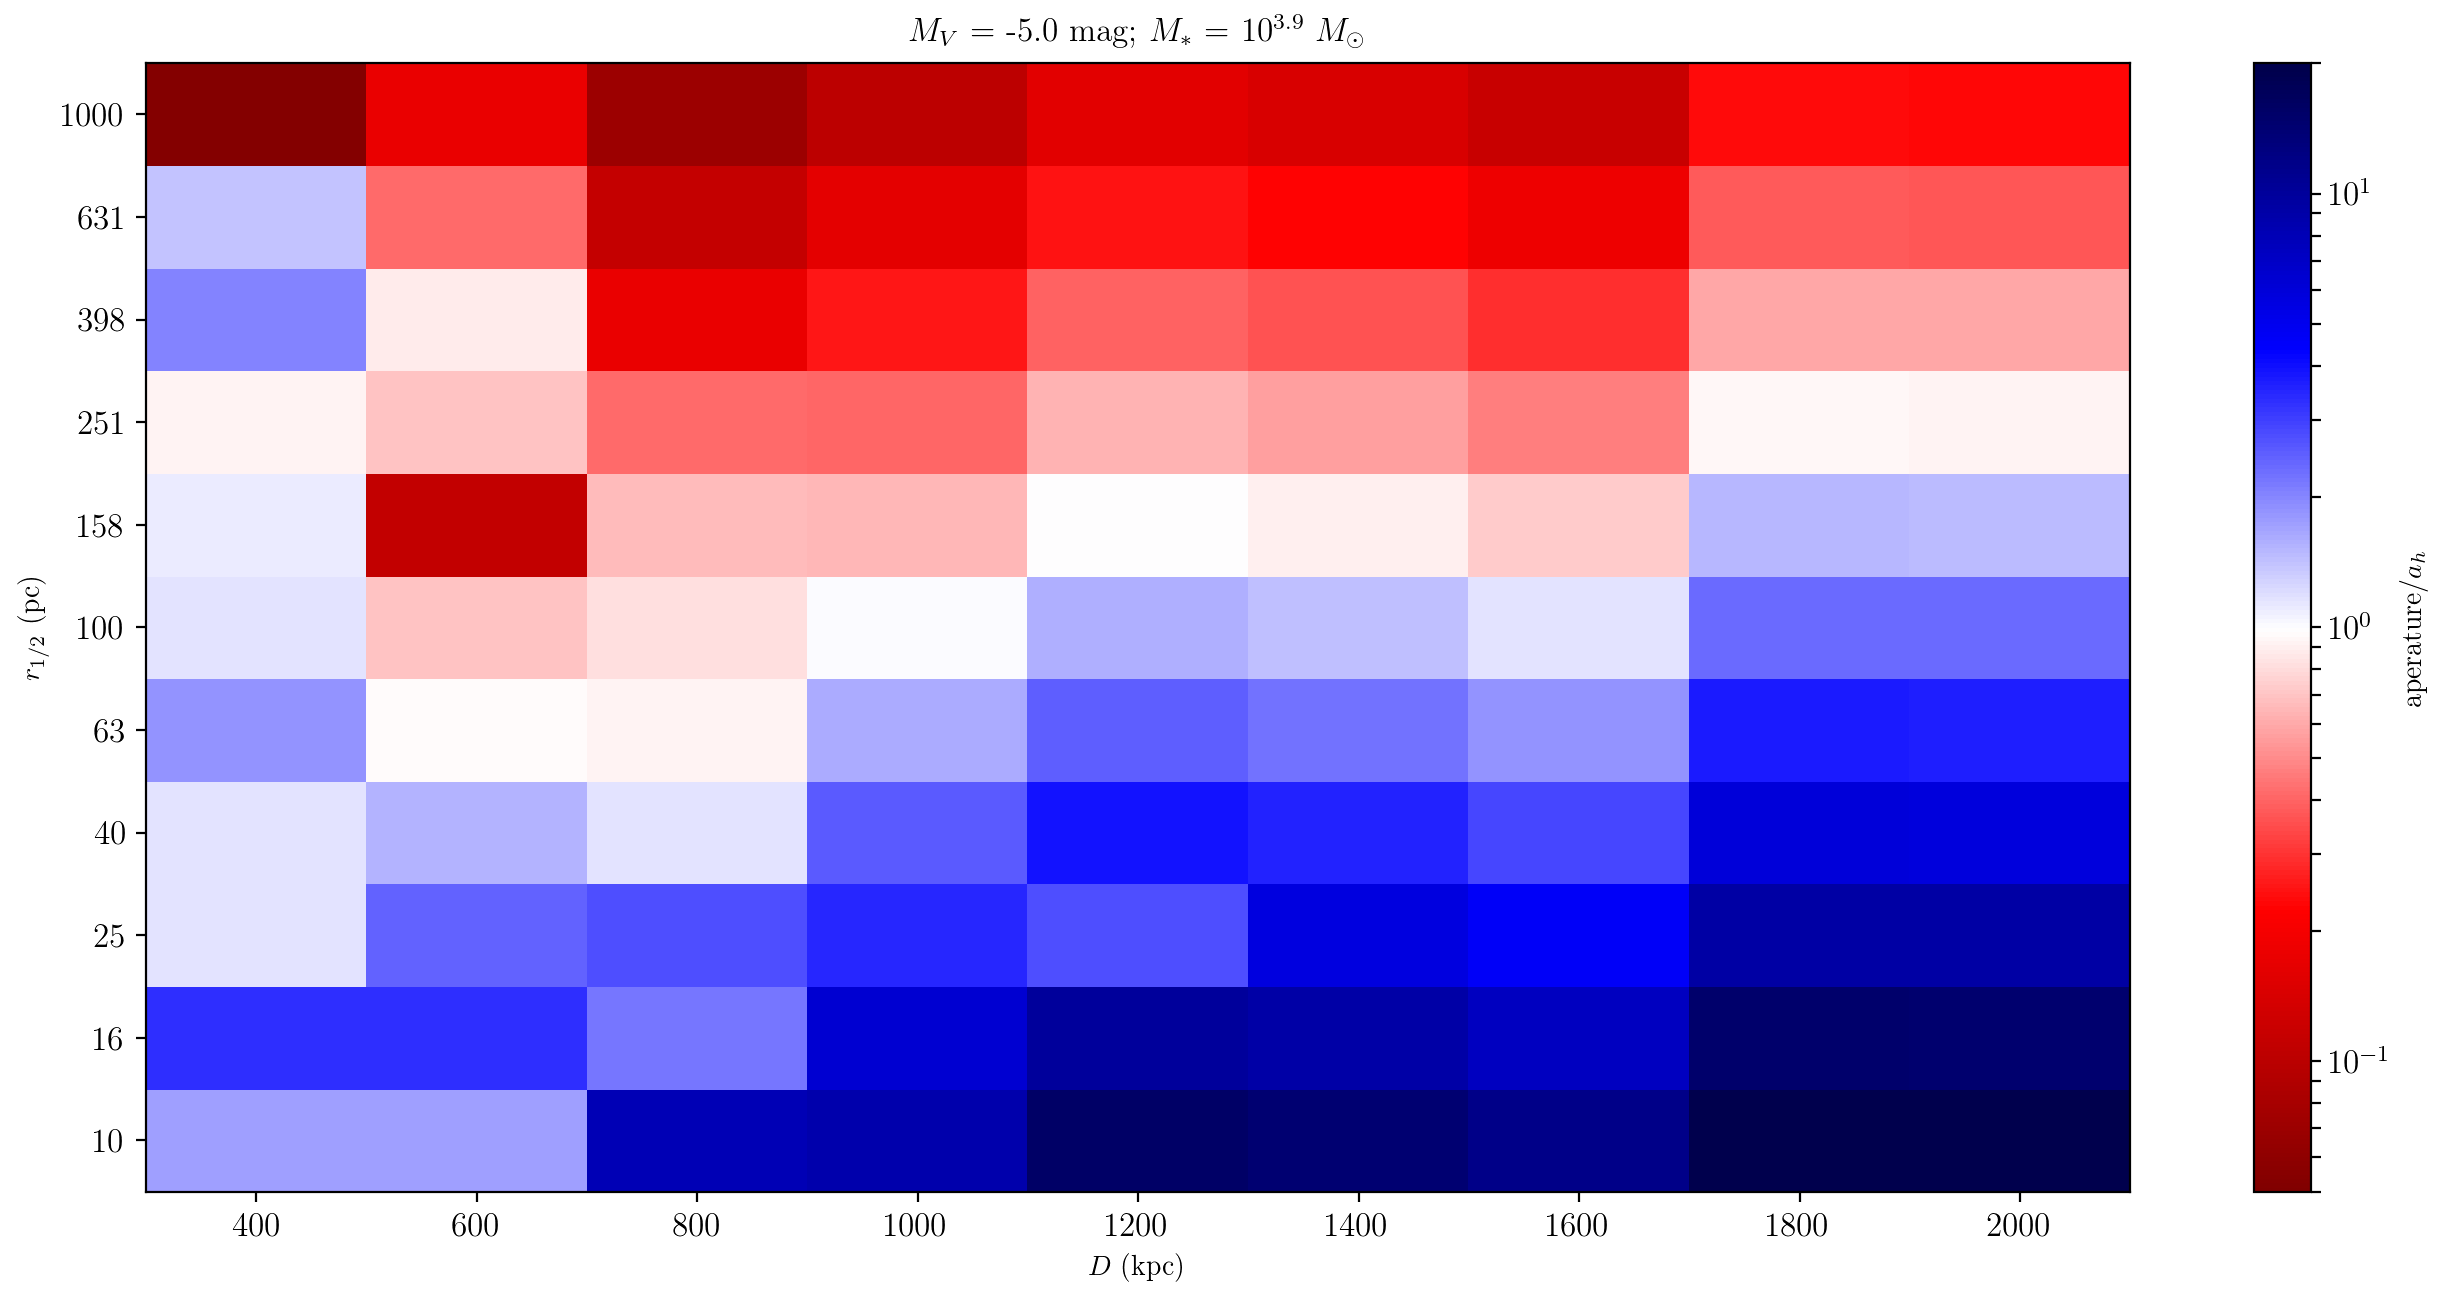 M_V = -5.0 mag; M_* = 10^{3.9} M_⊙
1000
631
398
251
158
100
63
40
25
16
10
r_{1/2} (pc)
400 600 800 1000 1200 1400 1600 1800 2000
D (kpc)
10^1
10^0
10^{-1}
aperature/a_h